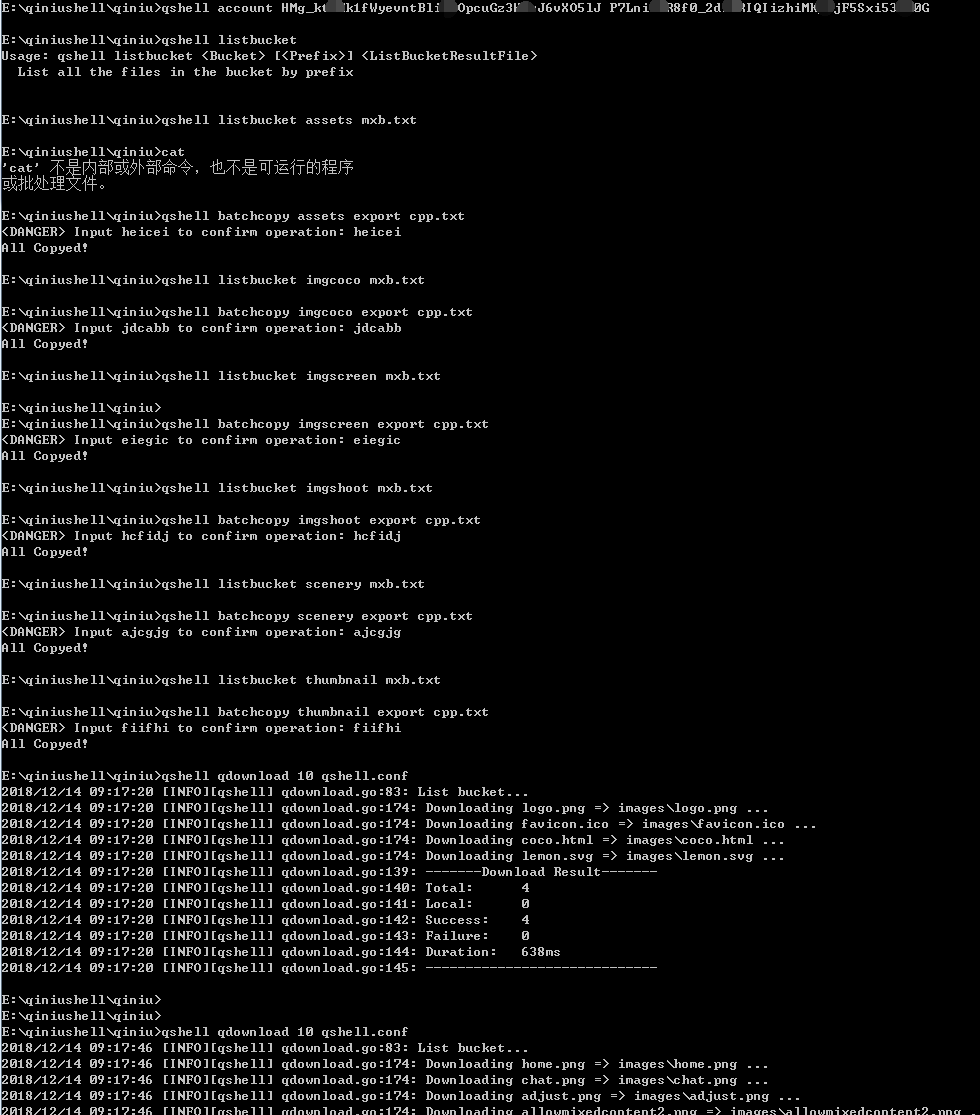 E:\qiniushell\qiniu>qshell account
E:\qiniushell\qiniu>qshell listbucket
Usage: qshell listbucket <Bucket> [<Prefix>] <ListBucketResultFile>
List all the files in the bucket by prefix
E:\qiniushell\qiniu>qshell listbucket assets mxb.txt
E:\qiniushell\qiniu>cat
'cat' 不是内部或外部命令，也不是可运行的程序
或批处理文件。
E:\qiniushell\qiniu>qshell batchcopy assets export cpp.txt
<DANGER> Input heicei to confirm operation: heicei
All Copyed!
E:\qiniushell\qiniu>qshell listbucket imgcoco mxb.txt
E:\qiniushell\qiniu>qshell batchcopy imgcoco export cpp.txt
<DANGER> Input jdcabb to confirm operation: jdcabb
All Copyed!
E:\qiniushell\qiniu>qshell listbucket imgscreen mxb.txt
E:\qiniushell\qiniu>
E:\qiniushell\qiniu>qshell batchcopy imgscreen export cpp.txt
<DANGER> Input eiegic to confirm operation: eiegic
All Copyed!
E:\qiniushell\qiniu>qshell listbucket imgshoot mxb.txt
E:\qiniushell\qiniu>qshell batchcopy imgshoot export cpp.txt
<DANGER> Input hcfidj to confirm operation: hcfidj
All Copyed!
E:\qiniushell\qiniu>qshell listbucket scenery mxb.txt
E:\qiniushell\qiniu>qshell batchcopy scenery export cpp.txt
<DANGER> Input ajcgjg to confirm operation: ajcgjg
All Copyed!
E:\qiniushell\qiniu>qshell listbucket thumbnail mxb.txt
E:\qiniushell\qiniu>qshell batchcopy thumbnail export cpp.txt
<DANGER> Input fiifhi to confirm operation: fiifhi
All Copyed!
E:\qiniushell\qiniu>qshell qdownload 10 qshell.conf
2018/12/14 09:17:20 [INFO][qshell] qdownload.go:83: List bucket...
2018/12/14 09:17:20 [INFO][qshell] qdownload.go:174: Downloading logo.png => images\logo.png ...
2018/12/14 09:17:20 [INFO][qshell] qdownload.go:174: Downloading favicon.ico => images\favicon.ico ...
2018/12/14 09:17:20 [INFO][qshell] qdownload.go:174: Downloading coco.html => images\coco.html ...
2018/12/14 09:17:20 [INFO][qshell] qdownload.go:174: Downloading lemon.svg => images\lemon.svg ...
2018/12/14 09:17:20 [INFO][qshell] qdownload.go:139: -------Download Result-------
2018/12/14 09:17:20 [INFO][qshell] qdownload.go:140: Total: 4
2018/12/14 09:17:20 [INFO][qshell] qdownload.go:141: Local: 0
2018/12/14 09:17:20 [INFO][qshell] qdownload.go:142: Success: 4
2018/12/14 09:17:20 [INFO][qshell] qdownload.go:143: Failure: 0
2018/12/14 09:17:20 [INFO][qshell] qdownload.go:144: Duration: 638ms
2018/12/14 09:17:20 [INFO][qshell] qdownload.go:145: -----------------------------
E:\qiniushell\qiniu>
E:\qiniushell\qiniu>
E:\qiniushell\qiniu>qshell qdownload 10 qshell.conf
2018/12/14 09:17:46 [INFO][qshell] qdownload.go:83: List bucket...
2018/12/14 09:17:46 [INFO][qshell] qdownload.go:174: Downloading home.png => images\home.png ...
2018/12/14 09:17:46 [INFO][qshell] qdownload.go:174: Downloading chat.png => images\chat.png ...
2018/12/14 09:17:46 [INFO][qshell] qdownload.go:174: Downloading adjust.png => images\adjust.png ...
2018/12/14 09:17:46 [INFO][qshell] qdownload.go:174: Downloading allowmixedcontent2.png => images\allowmixedcontent2.png